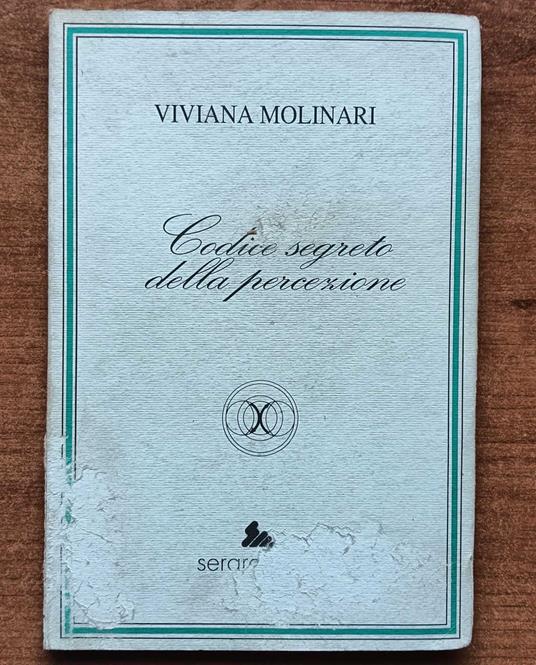 VIVIANA MOLINARI
Codice segreto
della percezione